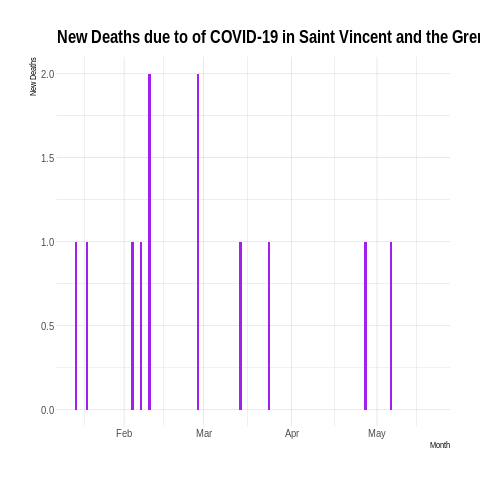 New Deaths due to of COVID-19 in Saint Vincent and the
New Deaths
2.0
1.5
1.0
0.5
0.0
Feb Mar Apr May
Month